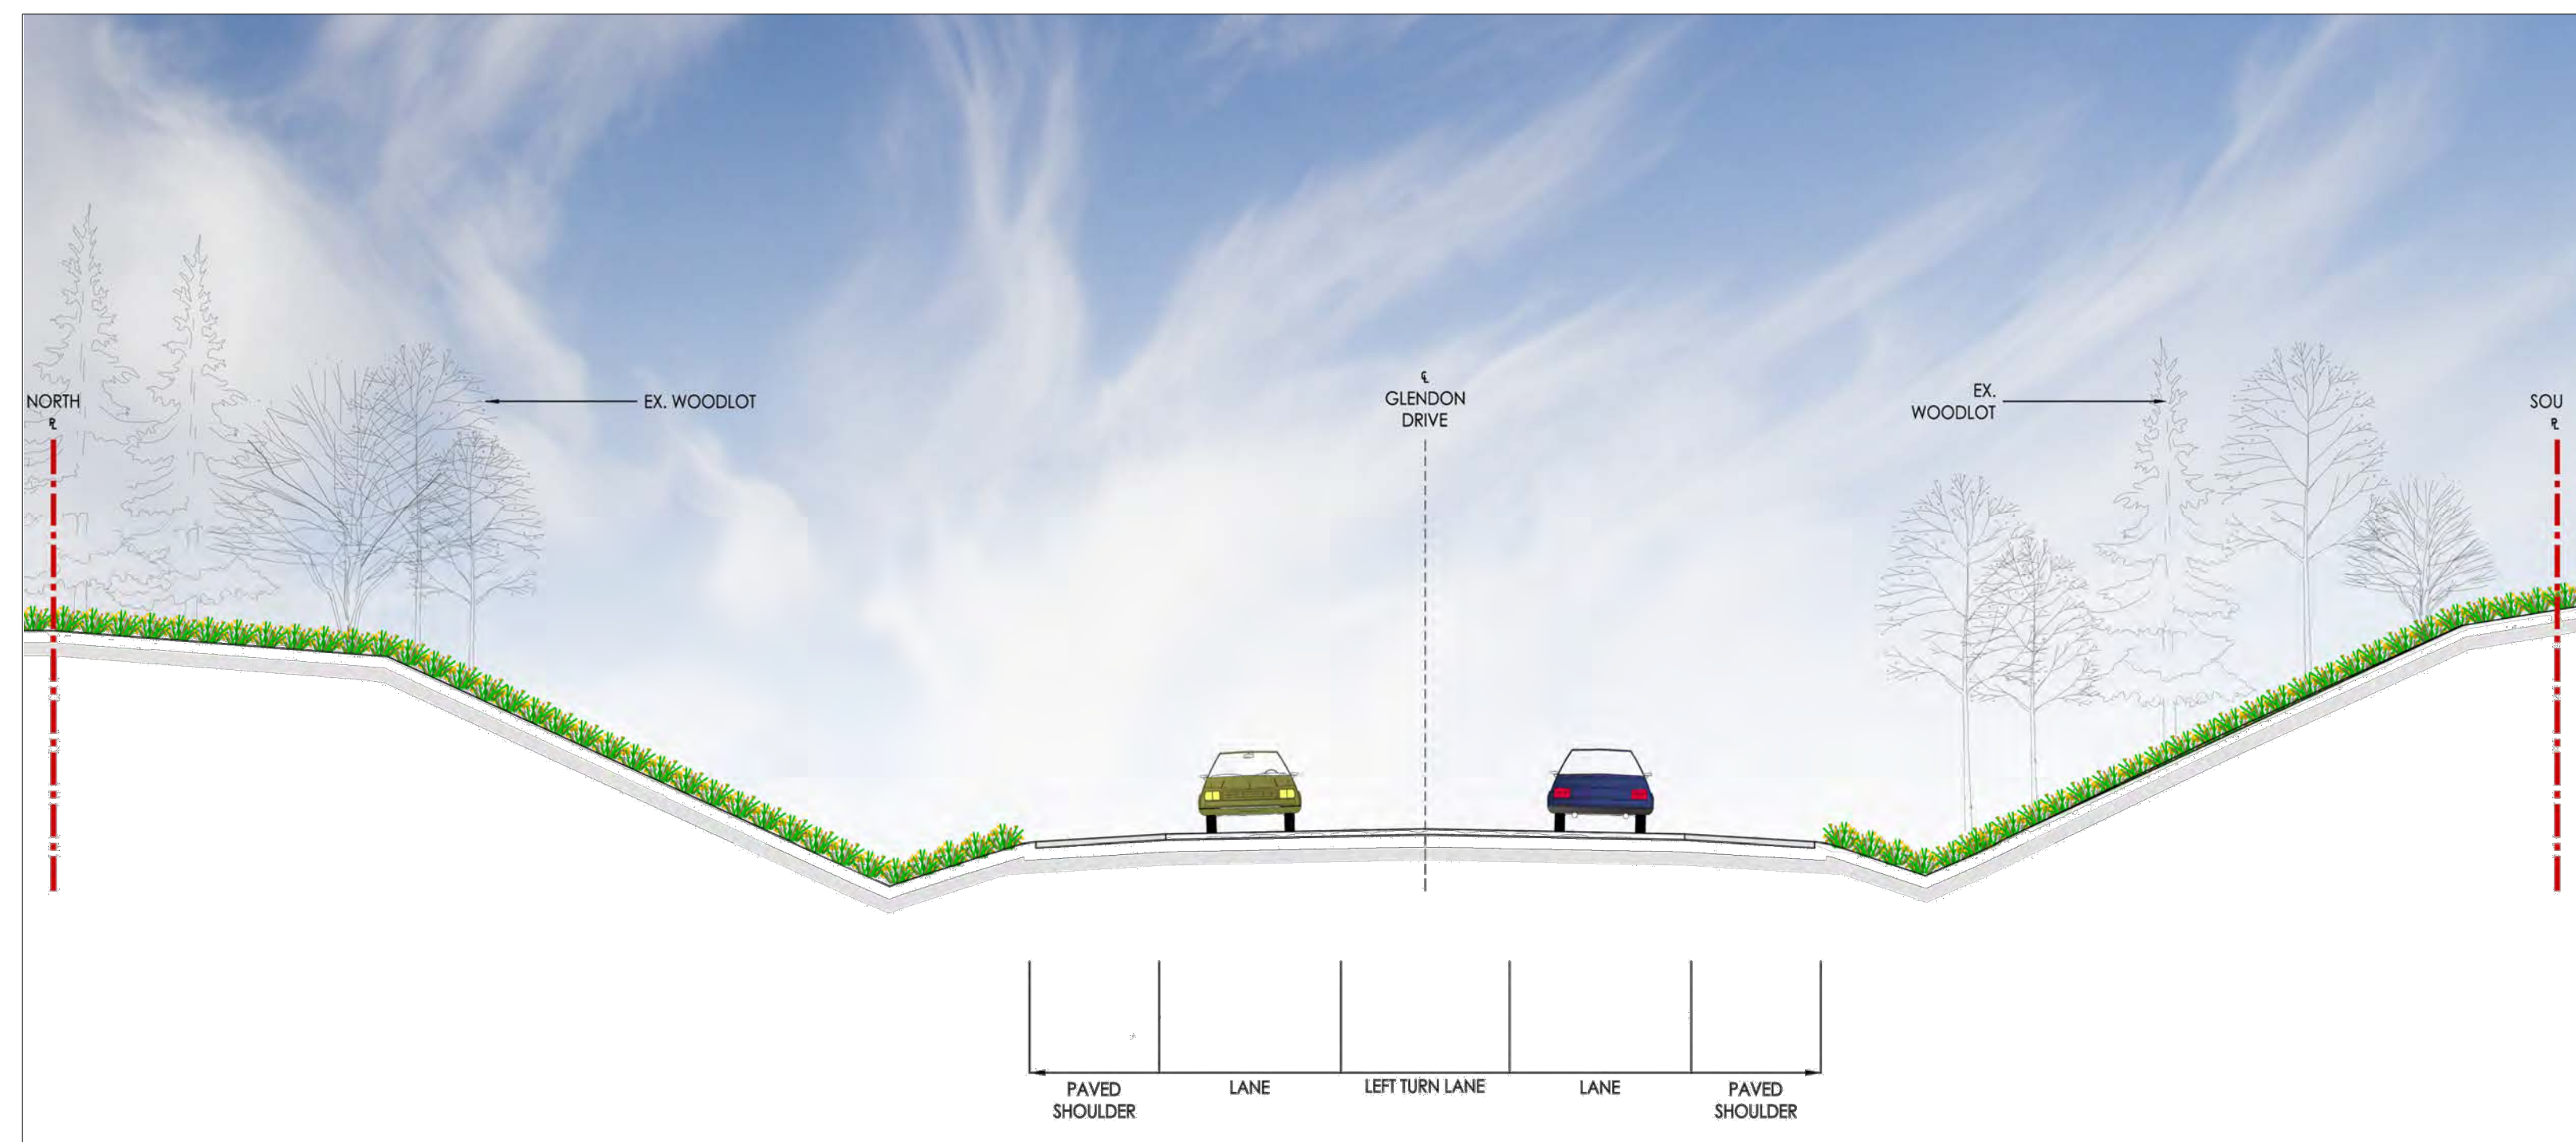 NORTH
℄
EX. WOODLOT
℄
GLENDON
DRIVE
EX.
WOODLOT
SOU
PAVED
SHOULDER
LANE
LEFT TURN LANE
LANE
PAVED
SHOULDER